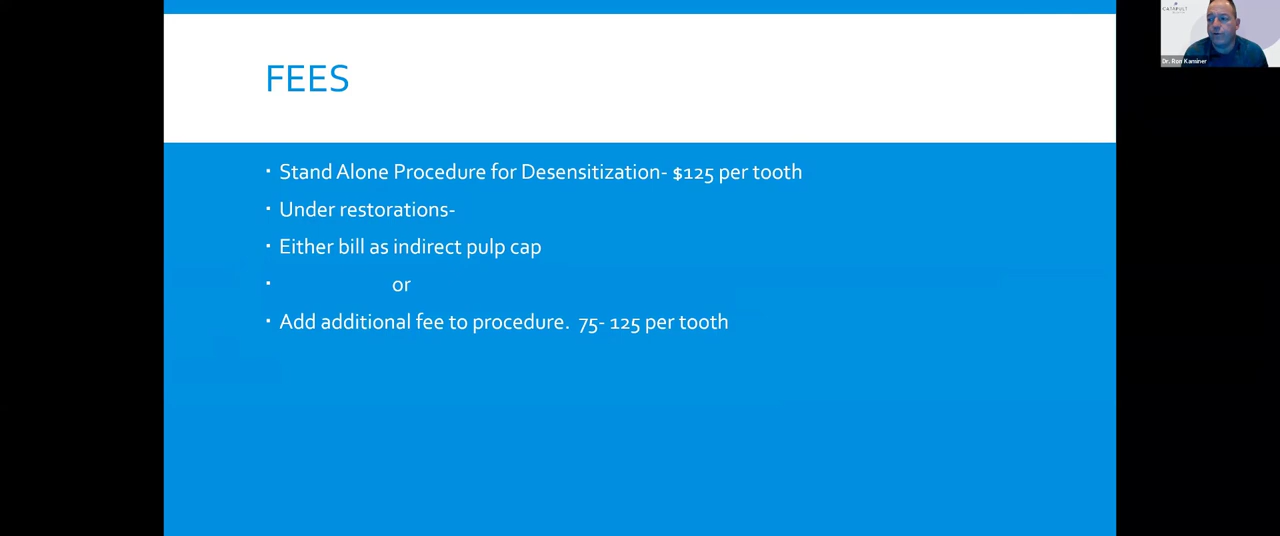 FEES
▪ Stand Alone Procedure for Desensitization- $125 per tooth
▪ Under restorations-
▪ Either bill as indirect pulp cap
▪ or
▪ Add additional fee to procedure. 75- 125 per tooth
CATAPULT
Dr. Ron Kaminer